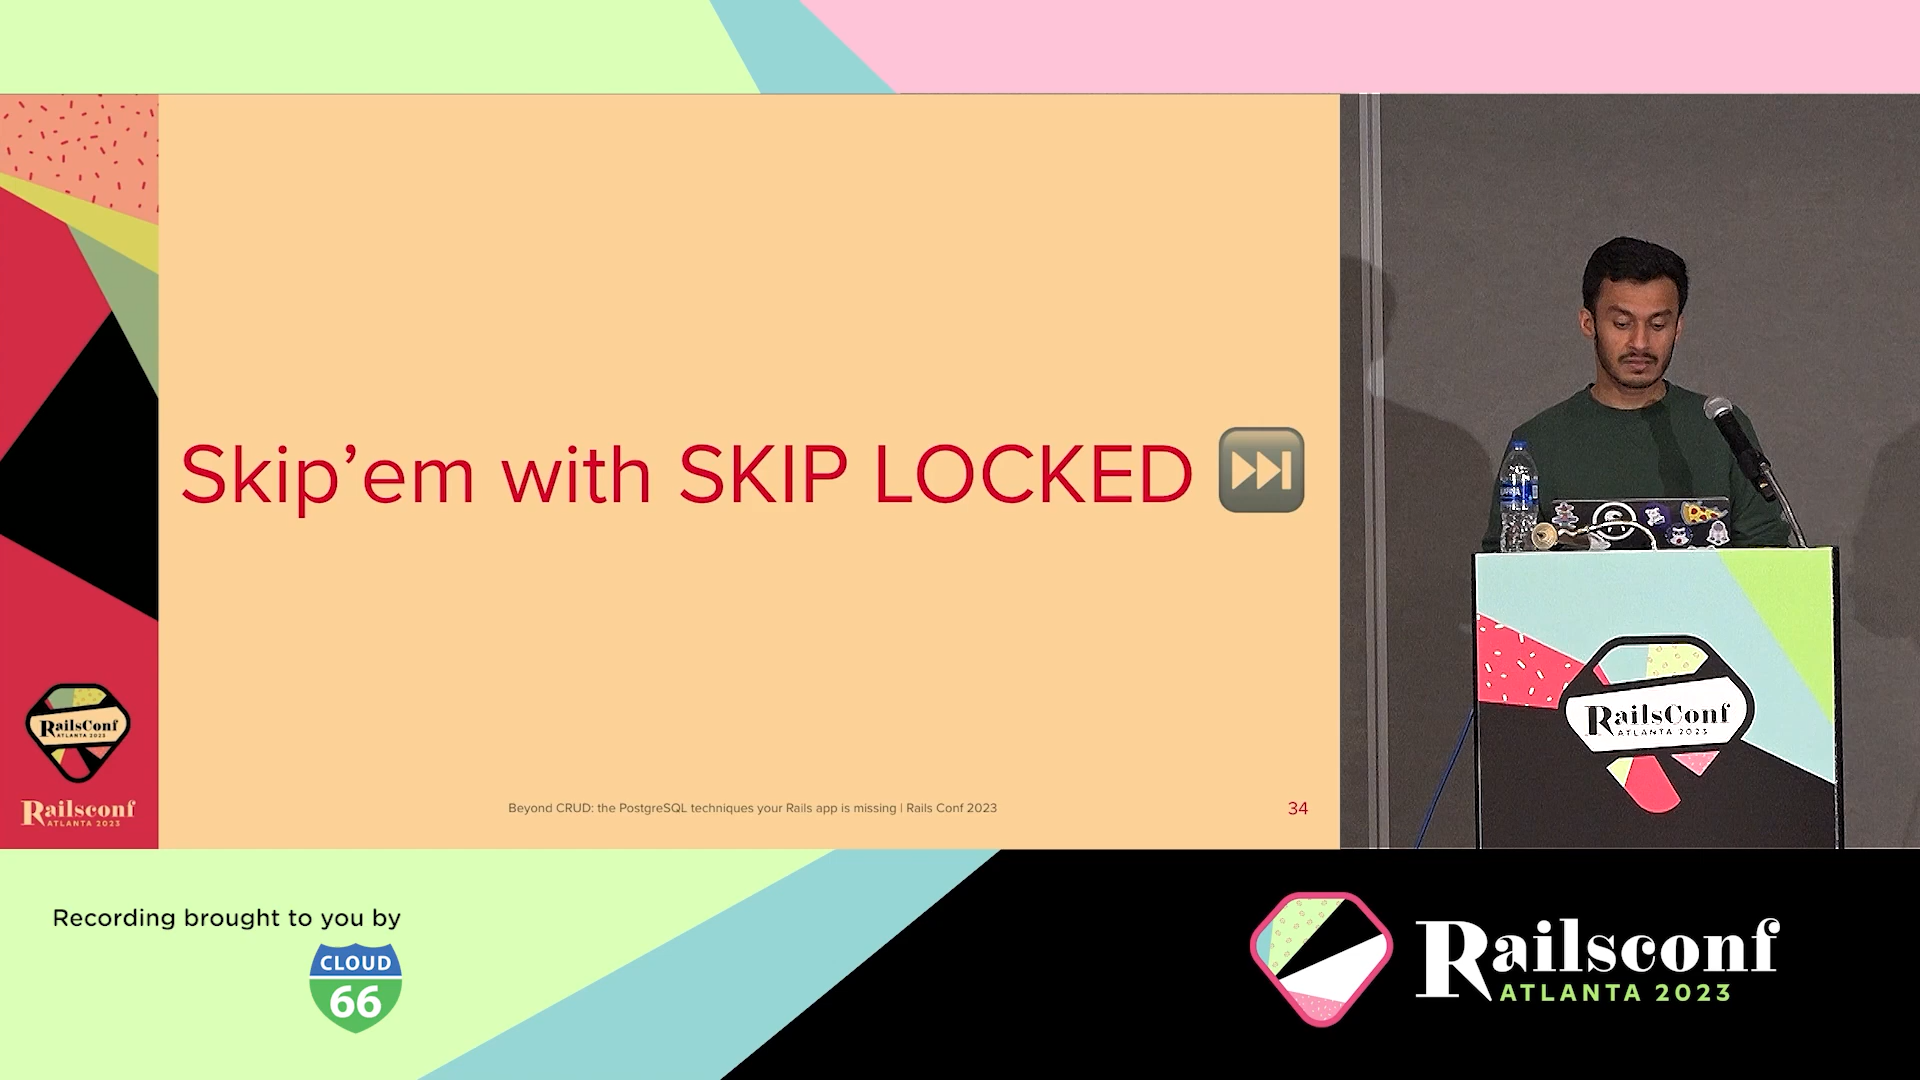 Skip’em with SKIP LOCKED ⏭
Beyond CRUD: the PostgreSQL techniques your Rails app is missing | Rails Conf 2023
34
RailsConf
ATLANTA 2023
Railsconf
ATLANTA 2023
RailsConf
ATLANTA 2023
Recording brought to you by
CLOUD
66
Railsconf
ATLANTA 2023